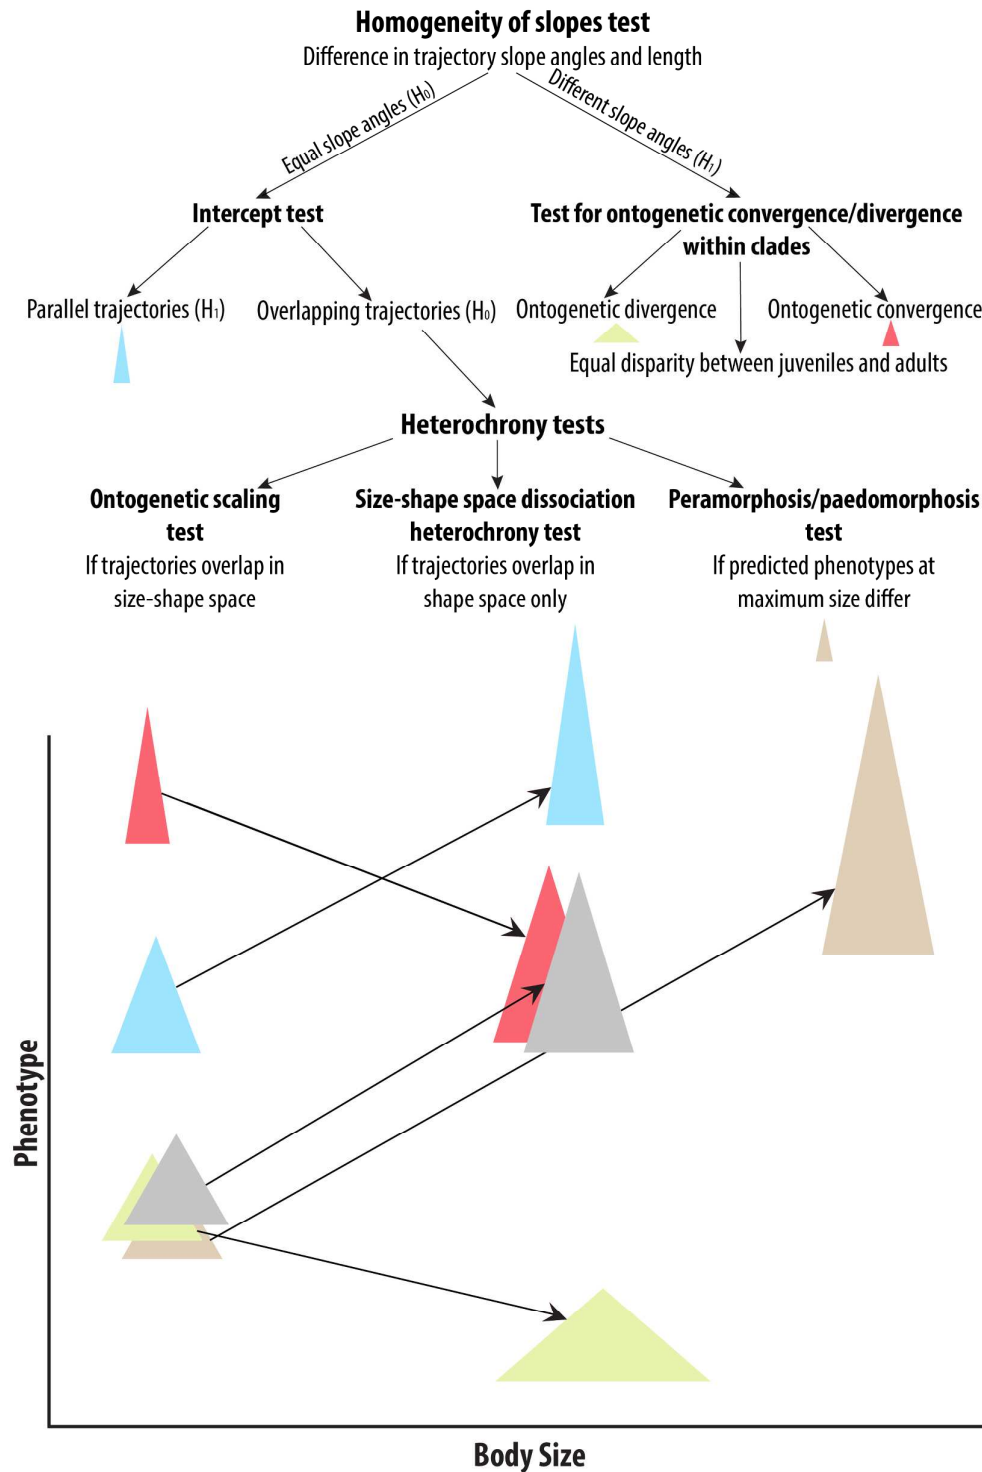 Homogeneity of slopes test
Difference in trajectory slope angles and length
Equal slope angles (H₀)
Different slope angles (H₁)
Intercept test
Test for ontogenetic convergence/divergence
within clades
Parallel trajectories (H₁)
Overlapping trajectories (H₀)
Ontogenetic divergence
Ontogenetic convergence
Equal disparity between juveniles and adults
Heterochrony tests
Ontogenetic scaling
test
If trajectories overlap in
size-shape space
Size-shape space dissociation
heterochrony test
If trajectories overlap in
shape space only
Peramorphosis/paedomorphosis
test
If predicted phenotypes at
maximum size differ
Phenotype
Body Size